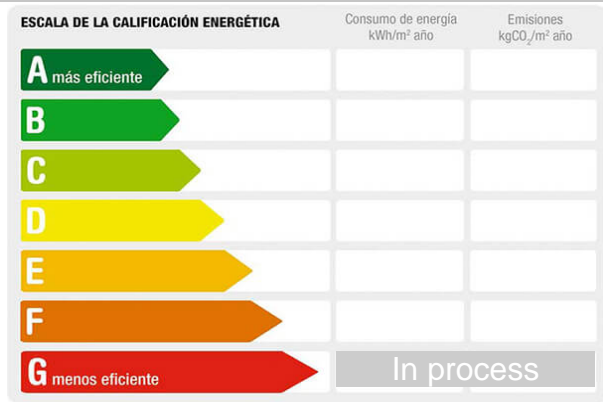 ESCALA DE LA CALIFICACIÓN ENERGÉTICA
Consumo de energía
kWh/m² año
Emisiones
kgCO₂/m² año
A más eficiente
B
C
D
E
F
G menos eficiente
In process